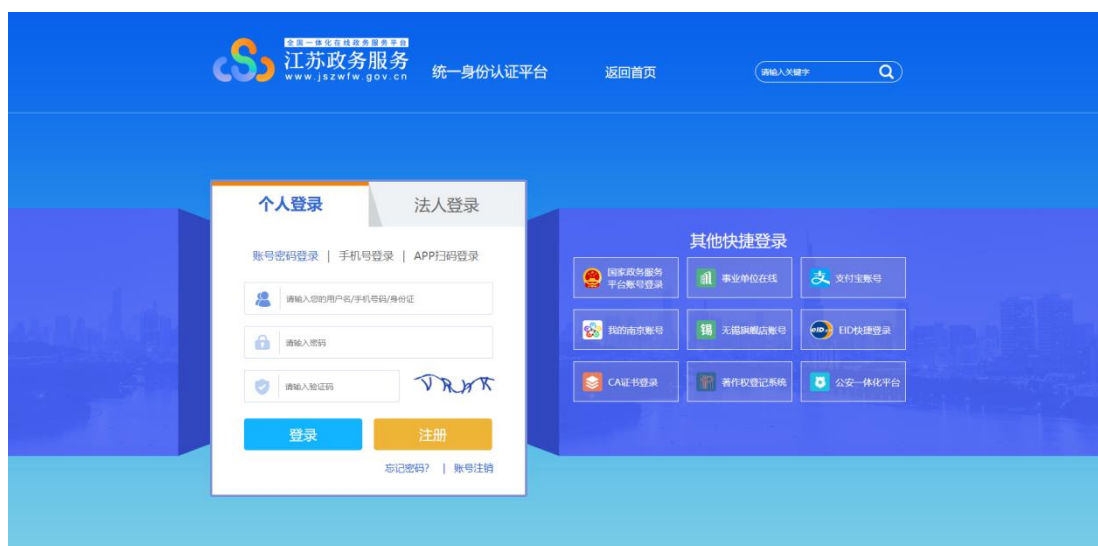 全国一体化在线政务服务平台
江苏政务服务
www.jszwfw.gov.cn
统一身份认证平台
返回首页
请输入关键字
个人登录
法人登录
账号密码登录 | 手机号登录 | APP扫码登录
请输入您的用户名/手机号码/身份证
请输入密码
请输入验证码
登录
注册
忘记密码? | 账号注销
其他快捷登录
国家政务服务
平台账号登录
事业单位在线
支付宝账号
我的南京账号
锡
无锡旗舰店账号
eID
EID快捷登录
CA证书登录
著作权登记系统
公安一体化平台